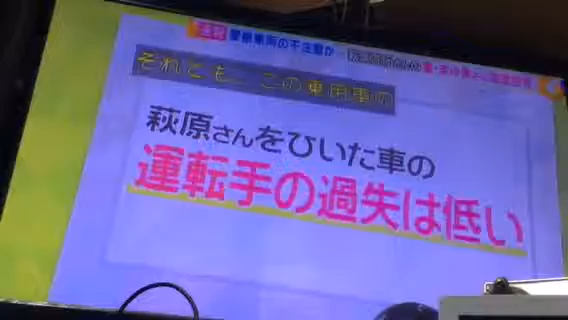 速報 警察車両の不注意か
それとも、この乗用車の
萩原さんをひいた車の
運転手の過失は低い